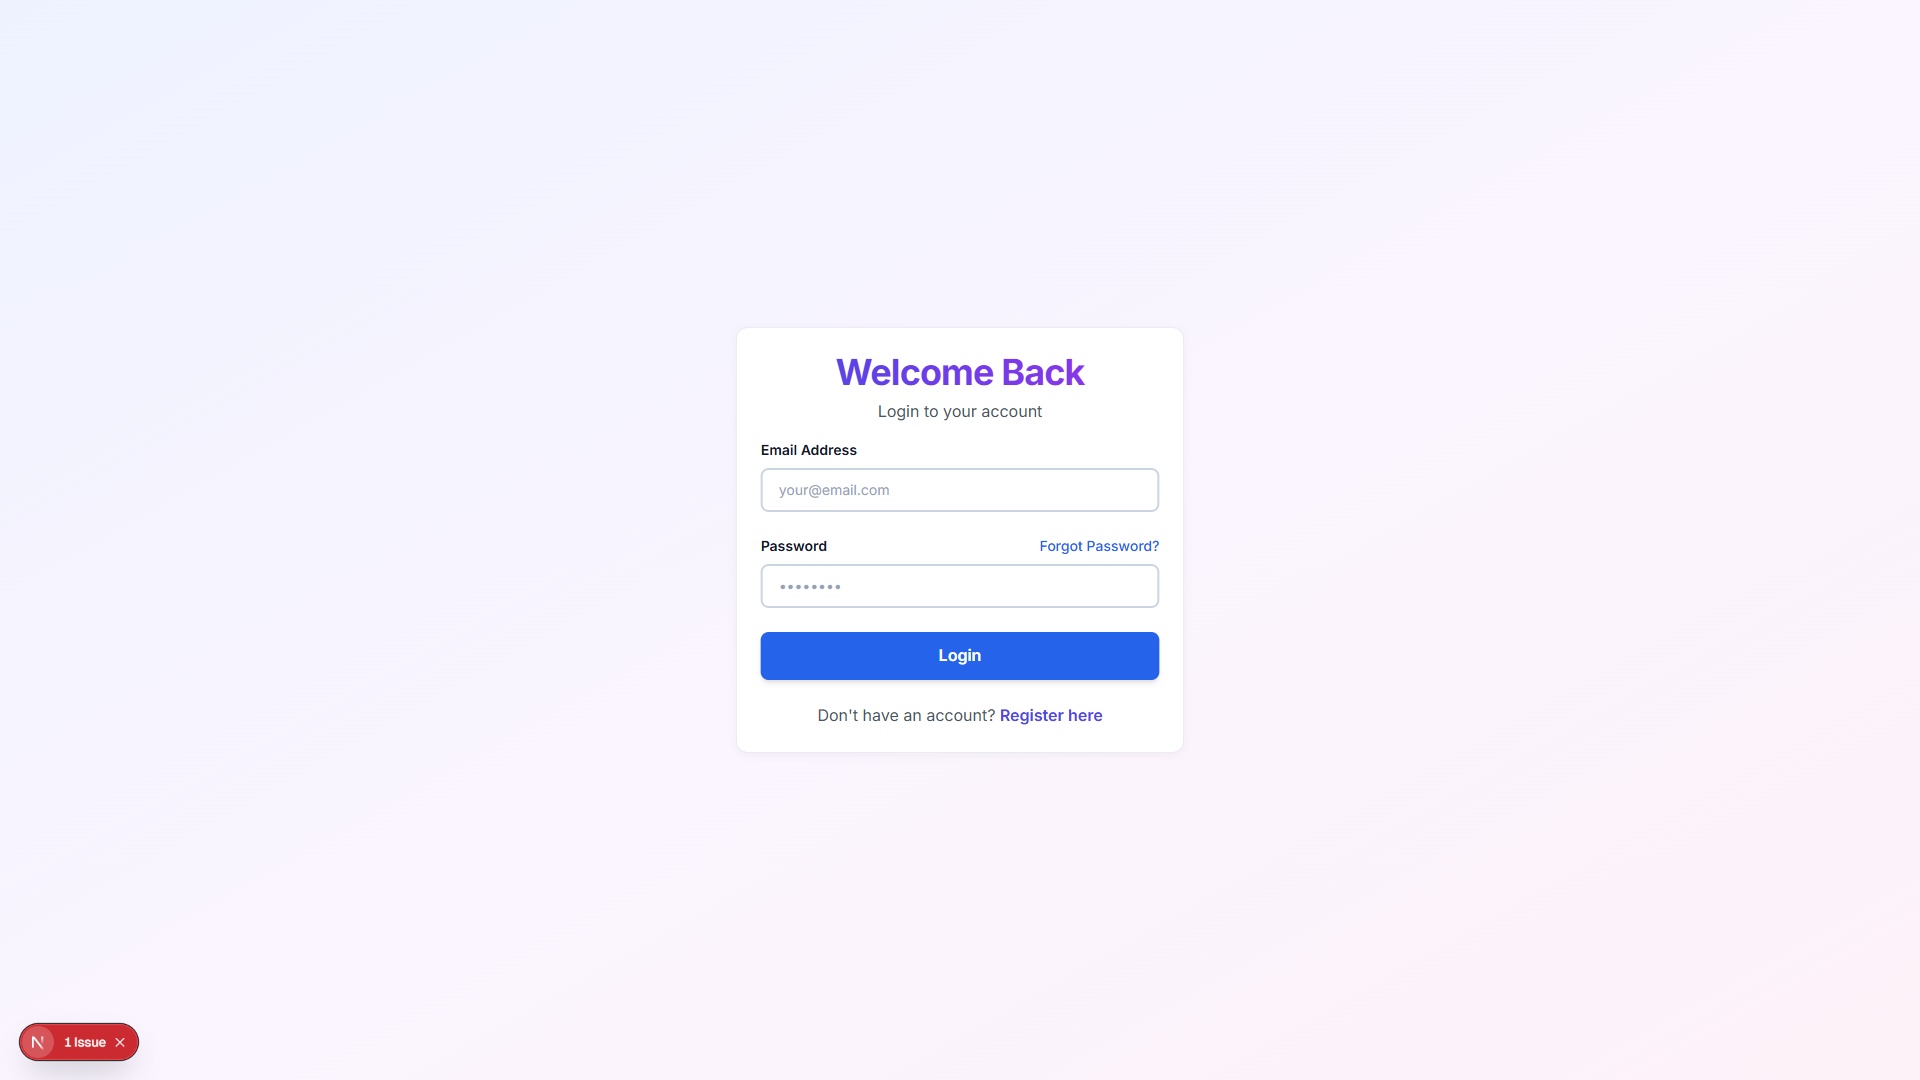 Welcome Back
Login to your account
Email Address
your@email.com
Password Forgot Password?
••••••••
Login
Don't have an account? Register here
N 1 Issue ×